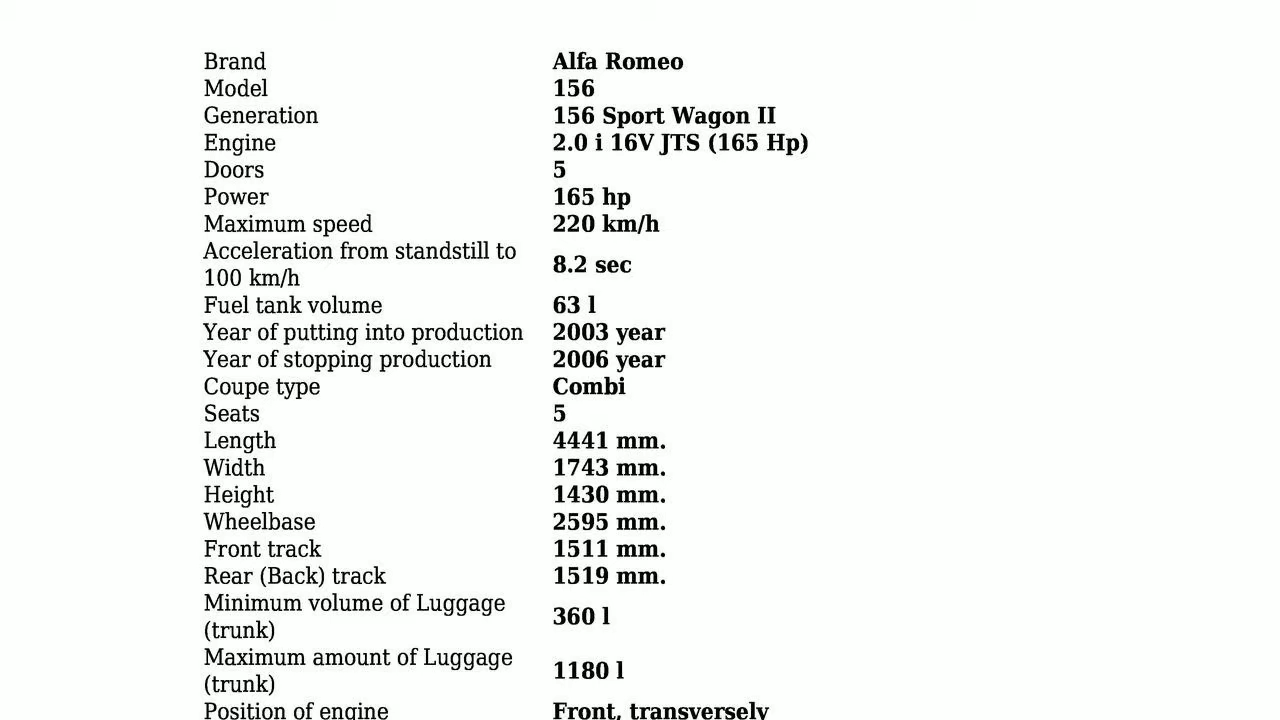 Brand Alfa Romeo
Model 156
Generation 156 Sport Wagon II
Engine 2.0 i 16V JTS (165 Hp)
Doors 5
Power 165 hp
Maximum speed 220 km/h
Acceleration from standstill to
100 km/h 8.2 sec
Fuel tank volume 63 l
Year of putting into production 2003 year
Year of stopping production 2006 year
Coupe type Combi
Seats 5
Length 4441 mm.
Width 1743 mm.
Height 1430 mm.
Wheelbase 2595 mm.
Front track 1511 mm.
Rear (Back) track 1519 mm.
Minimum volume of Luggage
(trunk) 360 l
Maximum amount of Luggage
(trunk) 1180 l
Position of engine Front, transversely